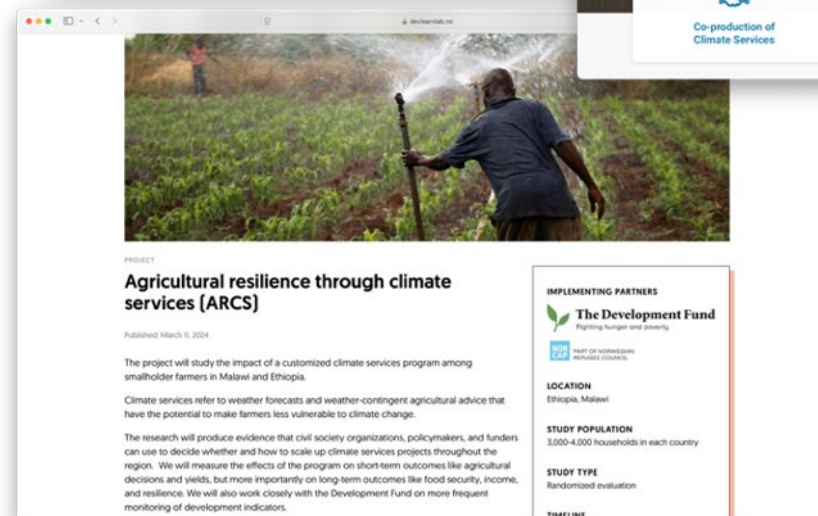 Co-production of
Climate Services
devlearnlab.no
PROJECT
Agricultural resilience through climate
services (ARCS)
Published: March 11, 2024
The project will study the impact of a customized climate services program among
smallholder farmers in Malawi and Ethiopia.
Climate services refer to weather forecasts and weather-contingent agricultural advice that
have the potential to make farmers less vulnerable to climate change.
The research will produce evidence that civil society organizations, policymakers, and funders
can use to decide whether and how to scale up climate services projects throughout the
region. We will measure the effects of the program on short-term outcomes like agricultural
decisions and yields, but more importantly on long-term outcomes like food security, income,
and resilience. We will also work closely with the Development Fund on more frequent
monitoring of development indicators.
IMPLEMENTING PARTNERS
The Development Fund
Fighting hunger and poverty
NOR
CAP
PART OF NORWEGIAN
REFUGEE COUNCIL
LOCATION
Ethiopia, Malawi
STUDY POPULATION
3,000-4,000 households in each country
STUDY TYPE
Randomized evaluation
TIMELINE